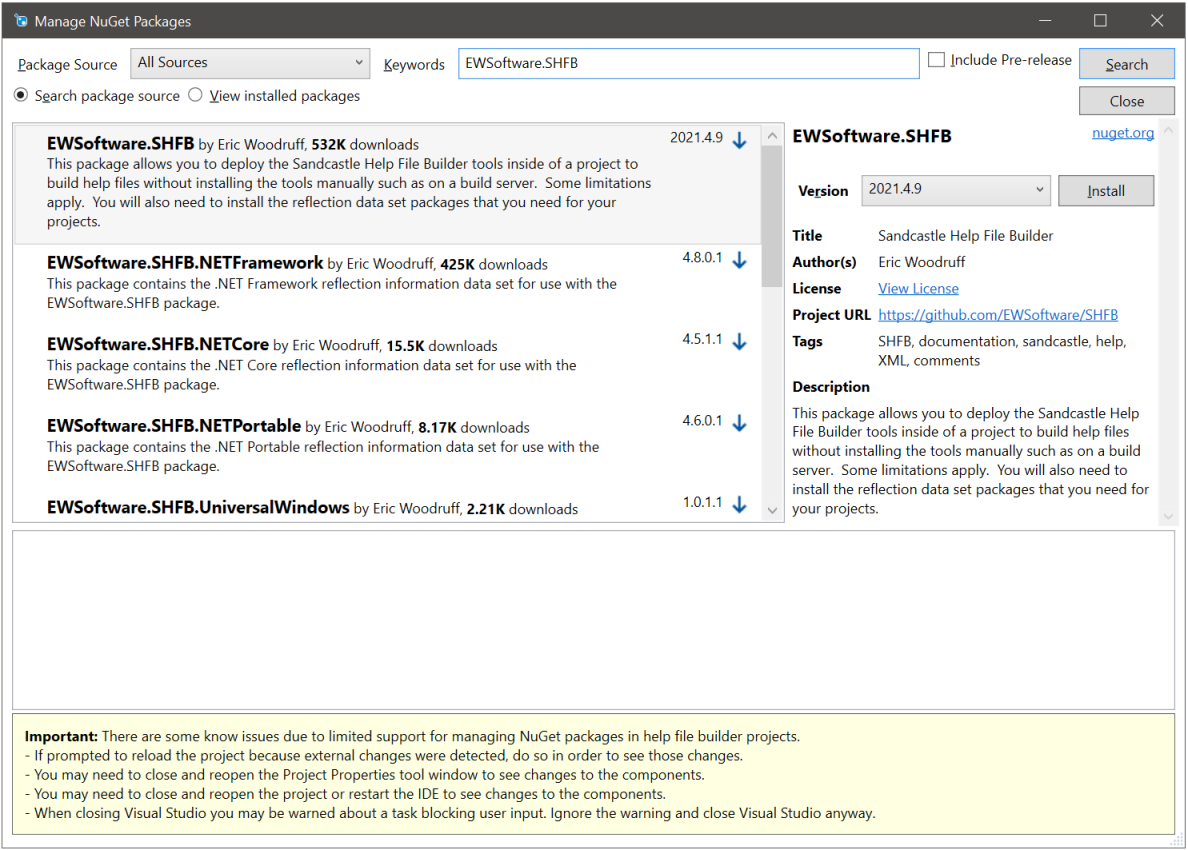 Manage NuGet Packages
Package Source All Sources Keywords EWSoftware.SHFB Include Pre-release Search
Search package source View installed packages Close
EWSoftware.SHFB by Eric Woodruff, 532K downloads 2021.4.9
This package allows you to deploy the Sandcastle Help File Builder tools inside of a project to
build help files without installing the tools manually such as on a build server. Some limitations
apply. You will also need to install the reflection data set packages that you need for your
projects.
EWSoftware.SHFB.NETFramework by Eric Woodruff, 425K downloads 4.8.0.1
This package contains the .NET Framework reflection information data set for use with the
EWSoftware.SHFB package.
EWSoftware.SHFB.NETCore by Eric Woodruff, 15.5K downloads 4.5.1.1
This package contains the .NET Core reflection information data set for use with the
EWSoftware.SHFB package.
EWSoftware.SHFB.NETPortable by Eric Woodruff, 8.17K downloads 4.6.0.1
This package contains the .NET Portable reflection information data set for use with the
EWSoftware.SHFB package.
EWSoftware.SHFB.UniversalWindows by Eric Woodruff, 2.21K downloads 1.0.1.1
EWSoftware.SHFB nuget.org
Version 2021.4.9 Install
Title Sandcastle Help File Builder
Author(s) Eric Woodruff
License View License
Project URL https://github.com/EWSoftware/SHFB
Tags SHFB, documentation, sandcastle, help,
XML, comments
Description
This package allows you to deploy the Sandcastle Help
File Builder tools inside of a project to build help files
without installing the tools manually such as on a build
server. Some limitations apply. You will also need to
install the reflection data set packages that you need for
your projects.
Important: There are some know issues due to limited support for managing NuGet packages in help file builder projects.
- If prompted to reload the project because external changes were detected, do so in order to see those changes.
- You may need to close and reopen the Project Properties tool window to see changes to the components.
- You may need to close and reopen the project or restart the IDE to see changes to the components.
- When closing Visual Studio you may be warned about a task blocking user input. Ignore the warning and close Visual Studio anyway.